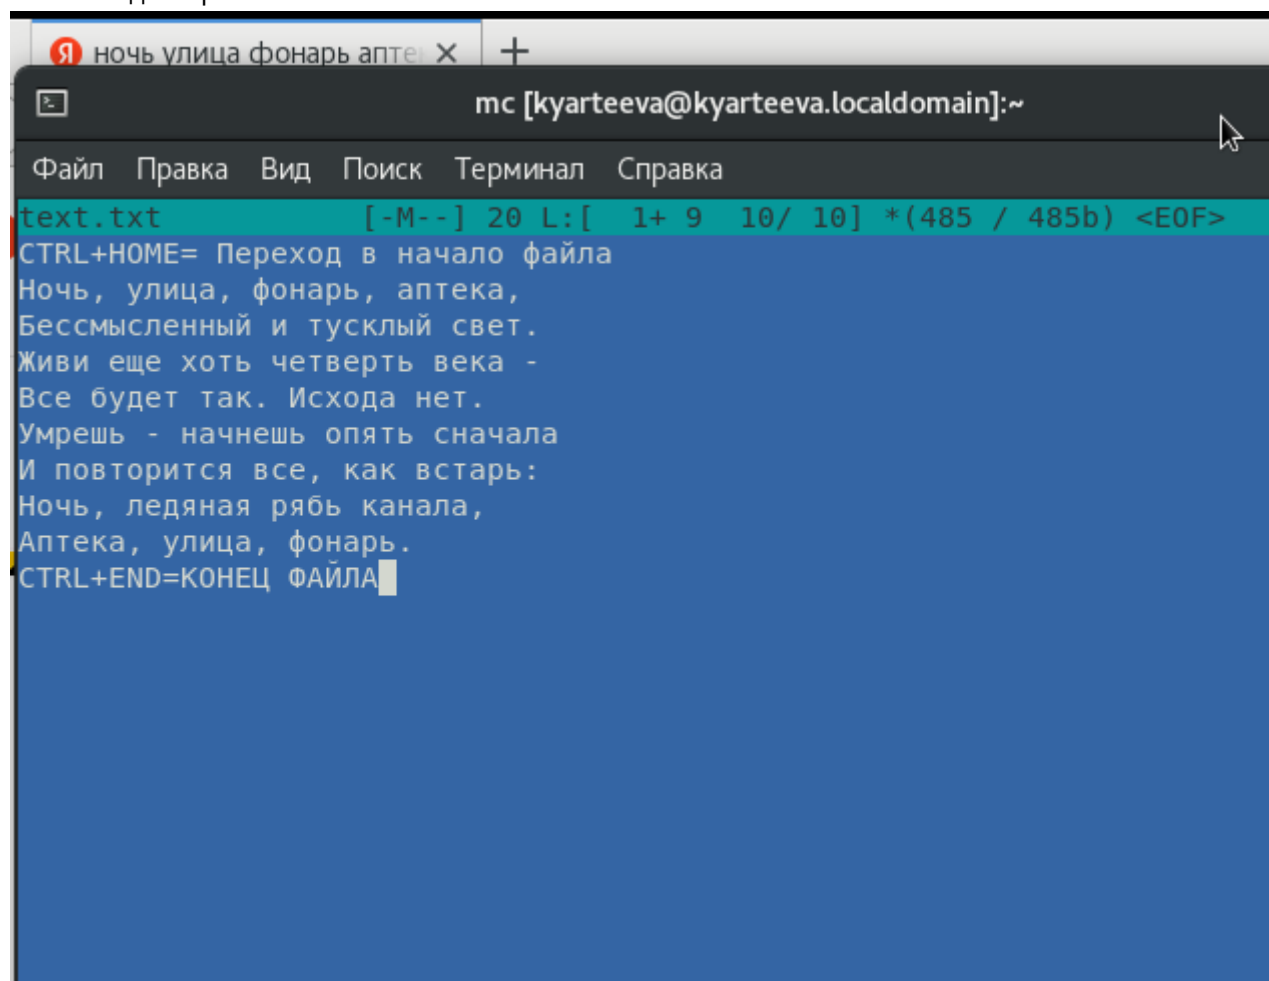 ночь улица фонарь апте
mc [kyarteeva@kyarteeva.localdomain]:~
Файл Правка Вид Поиск Терминал Справка
text.txt [-M--] 20 L:[ 1+ 9 10/ 10] *(485 / 485b) <EOF>
CTRL+HOME= Переход в начало файла
Ночь, улица, фонарь, аптека,
Бессмысленный и тусклый свет.
Живи еще хоть четверть века -
Все будет так. Исхода нет.
Умрешь - начнешь опять сначала
И повторится все, как встарь:
Ночь, ледяная рябь канала,
Аптека, улица, фонарь.
CTRL+END=КОНЕЦ ФАЙЛА